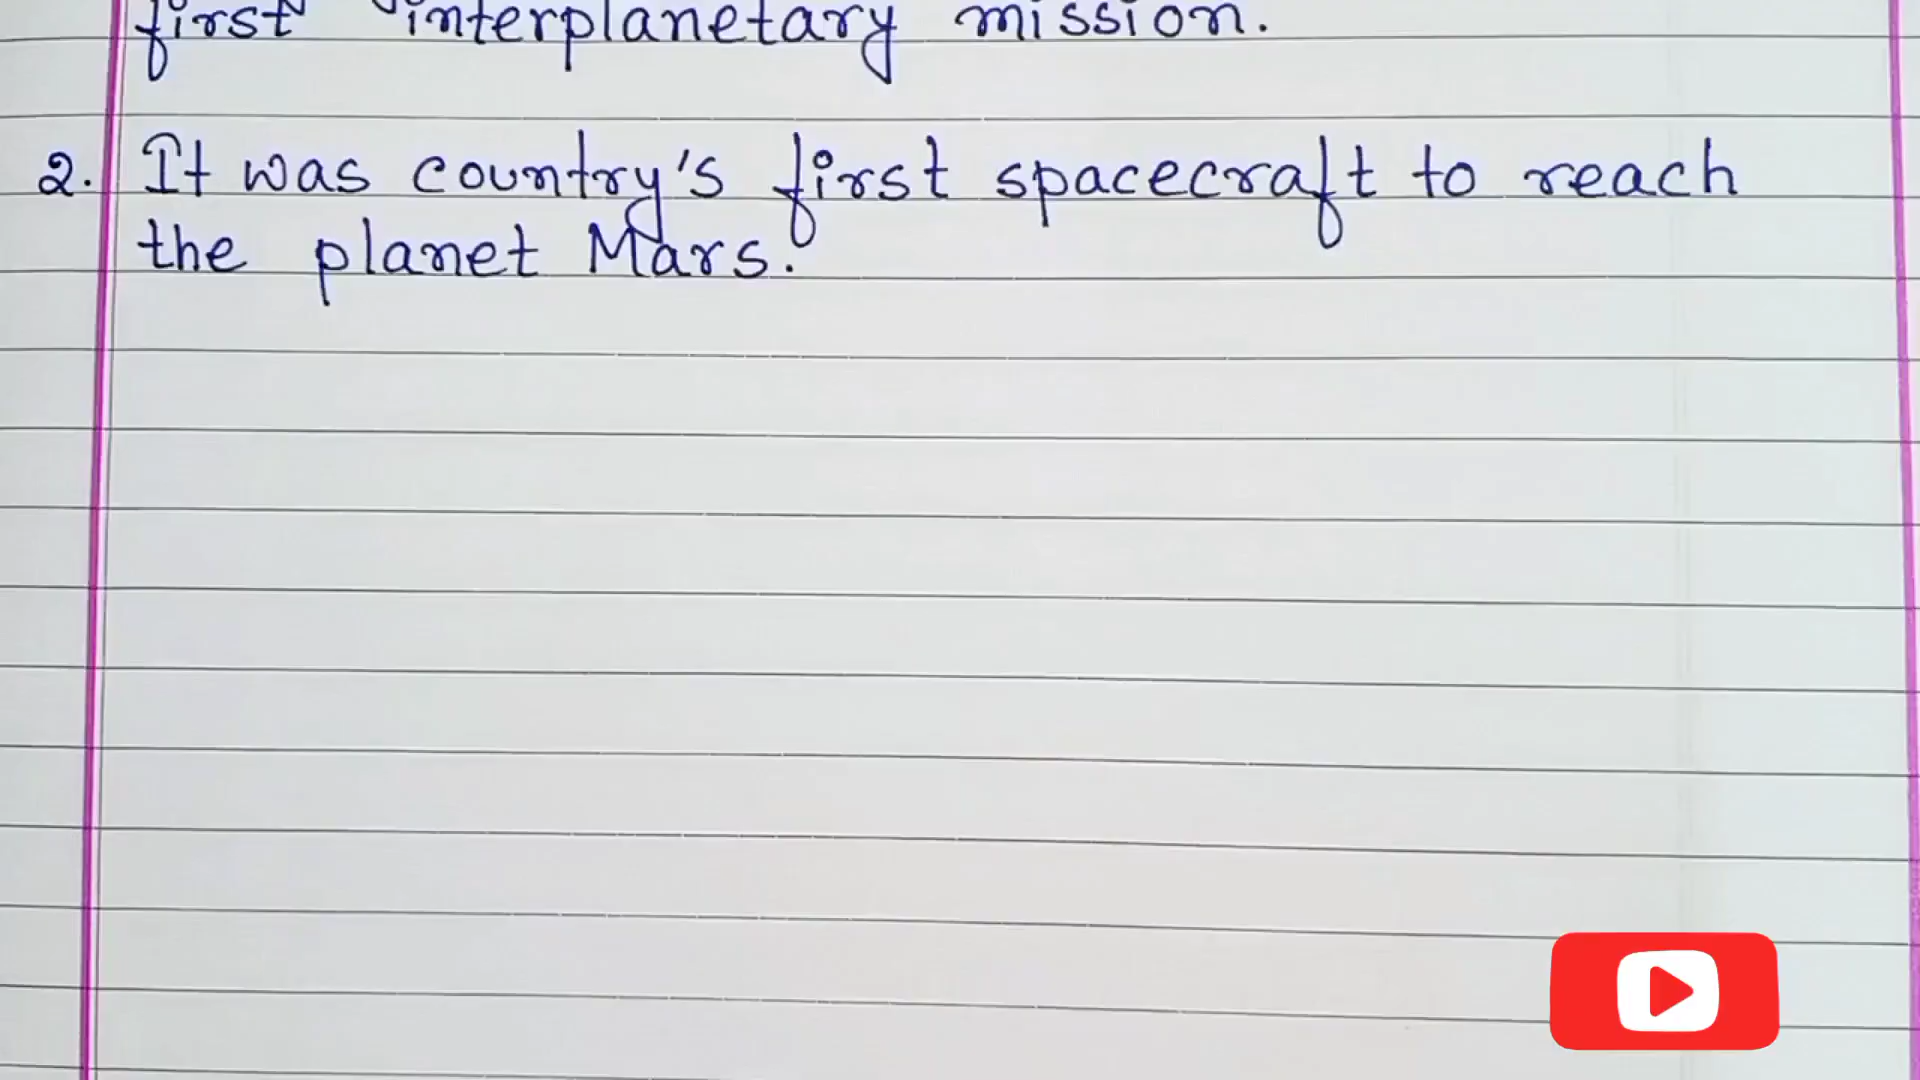 first interplanetary mission.
2. It was country's first spacecraft to reach
the planet Mars.